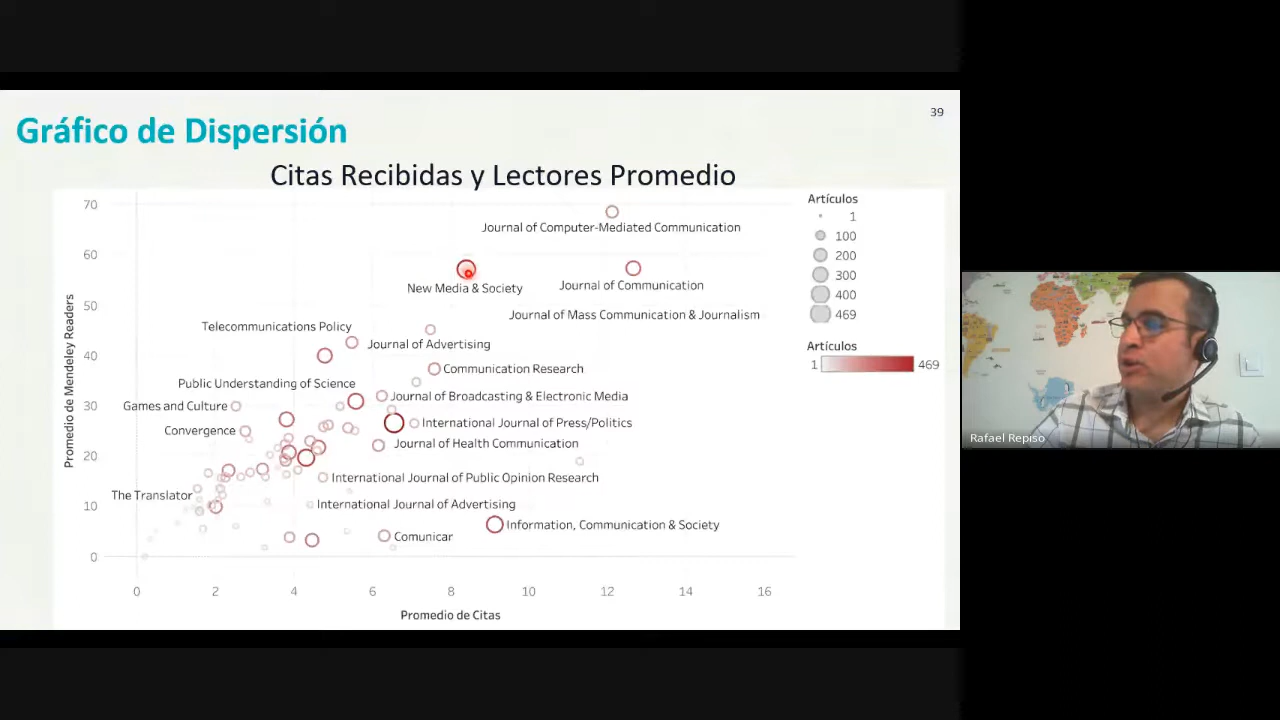 39
Gráfico de Dispersión
Citas Recibidas y Lectores Promedio
Promedio de Mendeley Readers
70
60
50
40
30
20
10
0
Journal of Computer-Mediated Communication
New Media & Society
Journal of Communication
Journal of Mass Communication & Journalism
Telecommunications Policy
Journal of Advertising
Communication Research
Public Understanding of Science
Journal of Broadcasting & Electronic Media
Games and Culture
International Journal of Press/Politics
Convergence
Journal of Health Communication
International Journal of Public Opinion Research
The Translator
International Journal of Advertising
Information, Communication & Society
Comunicar
0 2 4 6 8 10 12 14 16
Promedio de Citas
Artículos
1
100
200
300
400
469
Artículos
1 469
Rafael Repiso